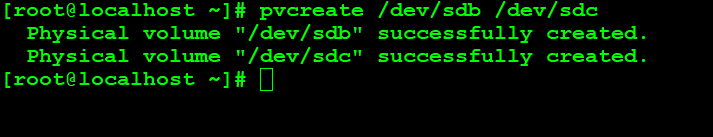 [root@localhost ~]# pvcreate /dev/sdb /dev/sdc
  Physical volume "/dev/sdb" successfully created.
  Physical volume "/dev/sdc" successfully created.
[root@localhost ~]#